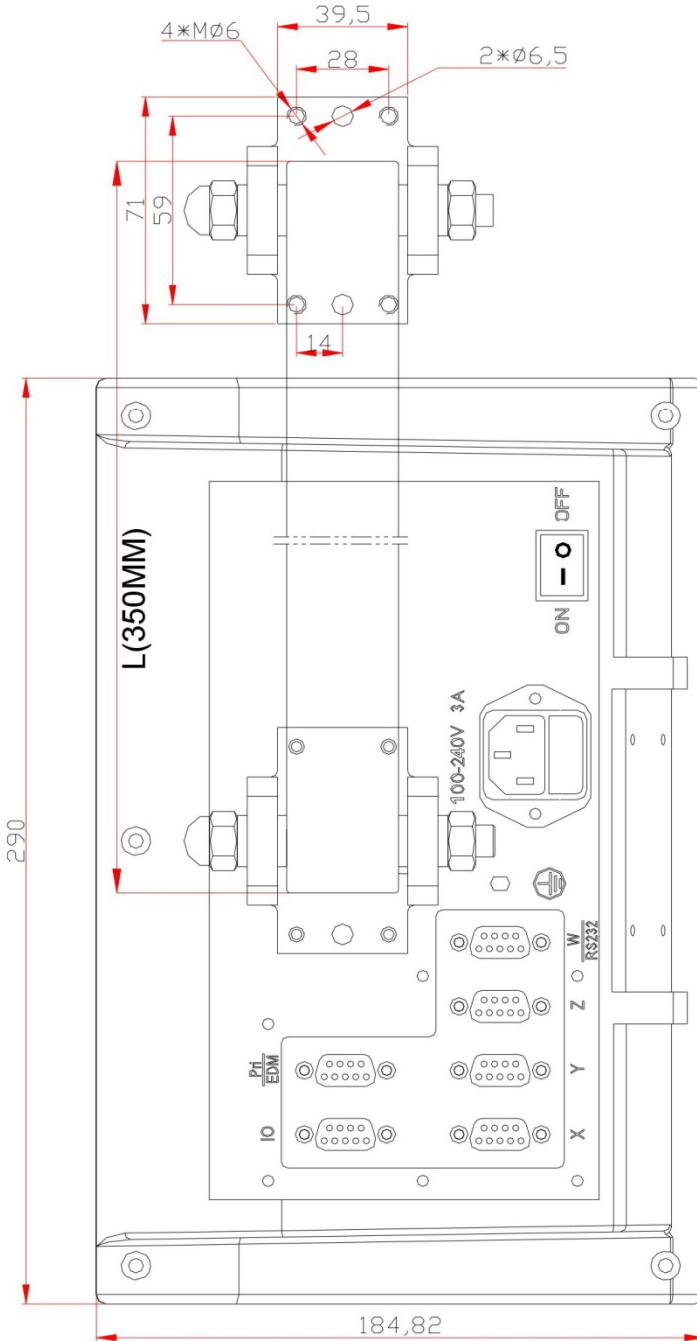 39,5
4*MØ6
28
2*Ø6,5
71
59
14
L(350MM)
OFF
ON
100-240V 3A
290
W
RS232
Z
Pri
EDM
Y
IO
X
184,82